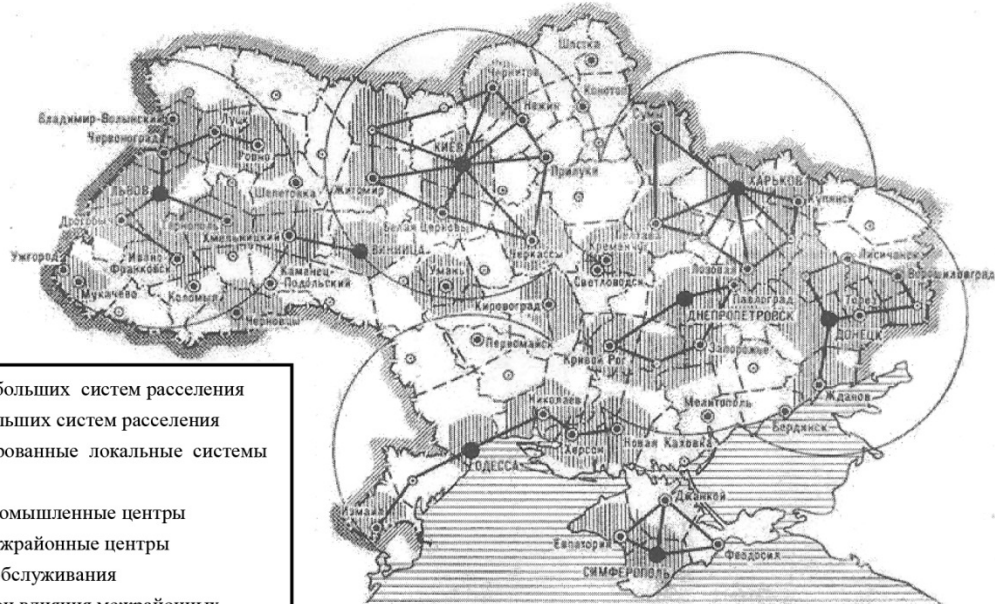 Шостка
Чернигов
Конотоп
Владимир-Волынский
Луцк
Нежин
Сумы
Червоноград
Ровно
КИЕВ
ЛЬВОВ
Шепетовка
Житомир
Прилуки
ХАРЬКОВ
Купянск
Дрогобыч
Тернополь
Белая Церковь
Полтава
Хмельницкий
ВИННИЦА
Черкассы
Кременчуг
Лисичанск
Ужгород
Ивано-
Франковск
Каменец-
Подольский
Умань
Светловодск
Лозовая
Ворошиловград
Мукачево
Коломыя
Кировоград
Павлоград
Торез
Черновцы
ДНЕПРОПЕТРОВСК
ДОНЕЦК
Первомайск
Кривой Рог
Запорожье
больших систем расселения
Жданов
льших систем расселения
Николаев
Мелитополь
Бердянск
рованные локальные системы
Херсон
Новая Каховка
ОДЕССА
омышленные центры
Измаил
Джанкой
жрайонные центры
Евпатория
Феодосия
обслуживания
СИМФЕРОПОЛЬ